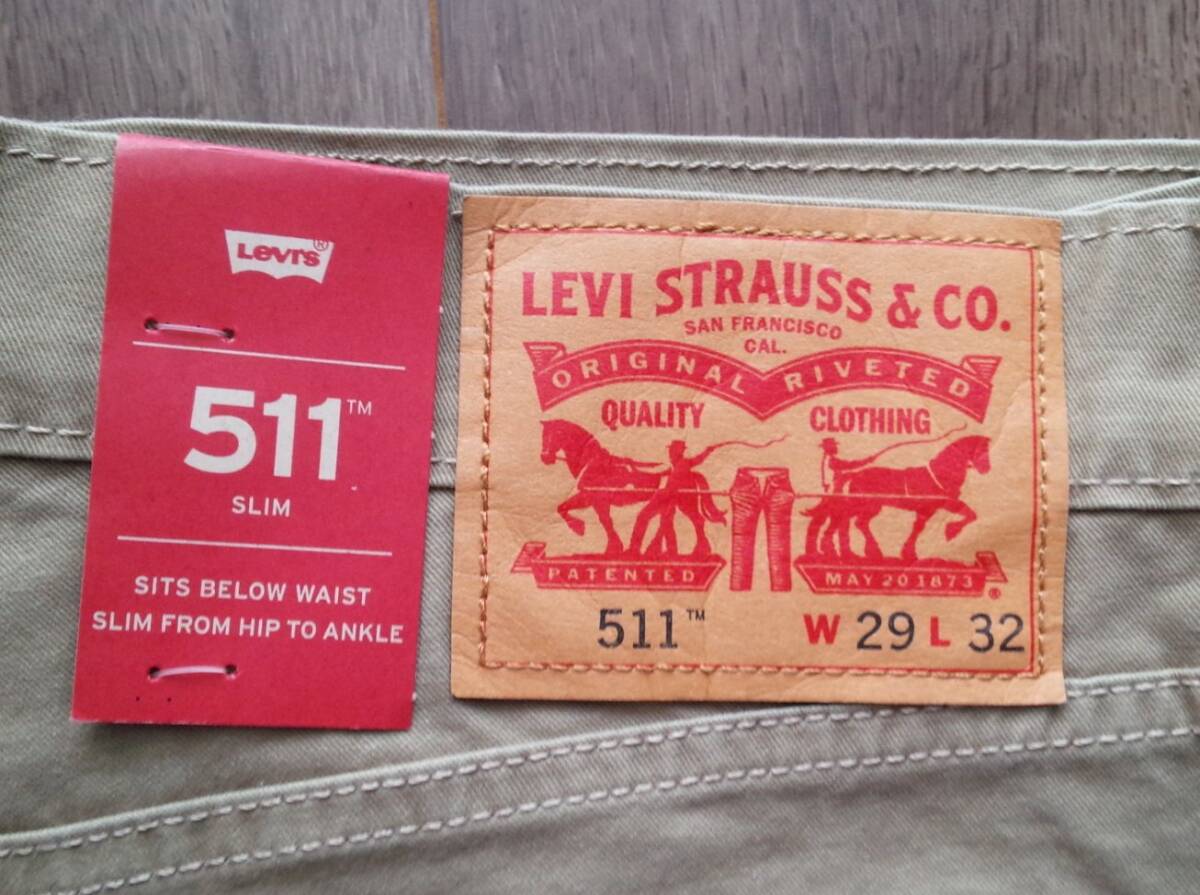 LEVI'S®
511™
SLIM
SITS BELOW WAIST
SLIM FROM HIP TO ANKLE
LEVI STRAUSS & CO.
SAN FRANCISCO
CAL.
ORIGINAL RIVETED
QUALITY CLOTHING
PATENTED MAY 20 1873 ®
511™ W 29 L 32